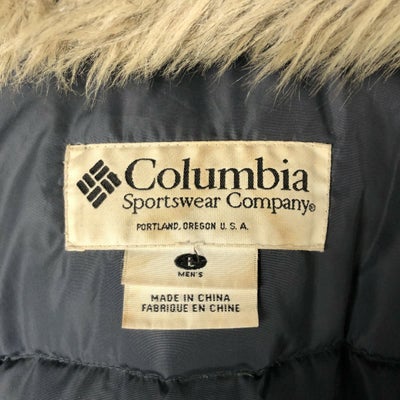 Columbia
Sportswear Company®
PORTLAND, OREGON U.S.A.
L
MEN'S
MADE IN CHINA
FABRIQUE EN CHINE